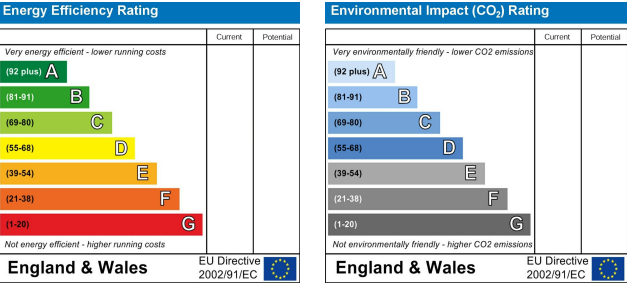 Energy Efficiency Rating
Current Potential
Very energy efficient - lower running costs
(92 plus) A
(81-91) B
(69-80) C
(55-68) D
(39-54) E
(21-38) F
(1-20) G
Not energy efficient - higher running costs
England & Wales
EU Directive
2002/91/EC
Environmental Impact (CO₂) Rating
Current Potential
Very environmentally friendly - lower CO2 emissions
(92 plus) A
(81-91) B
(69-80) C
(55-68) D
(39-54) E
(21-38) F
(1-20) G
Not environmentally friendly - higher CO2 emissions
England & Wales
EU Directive
2002/91/EC